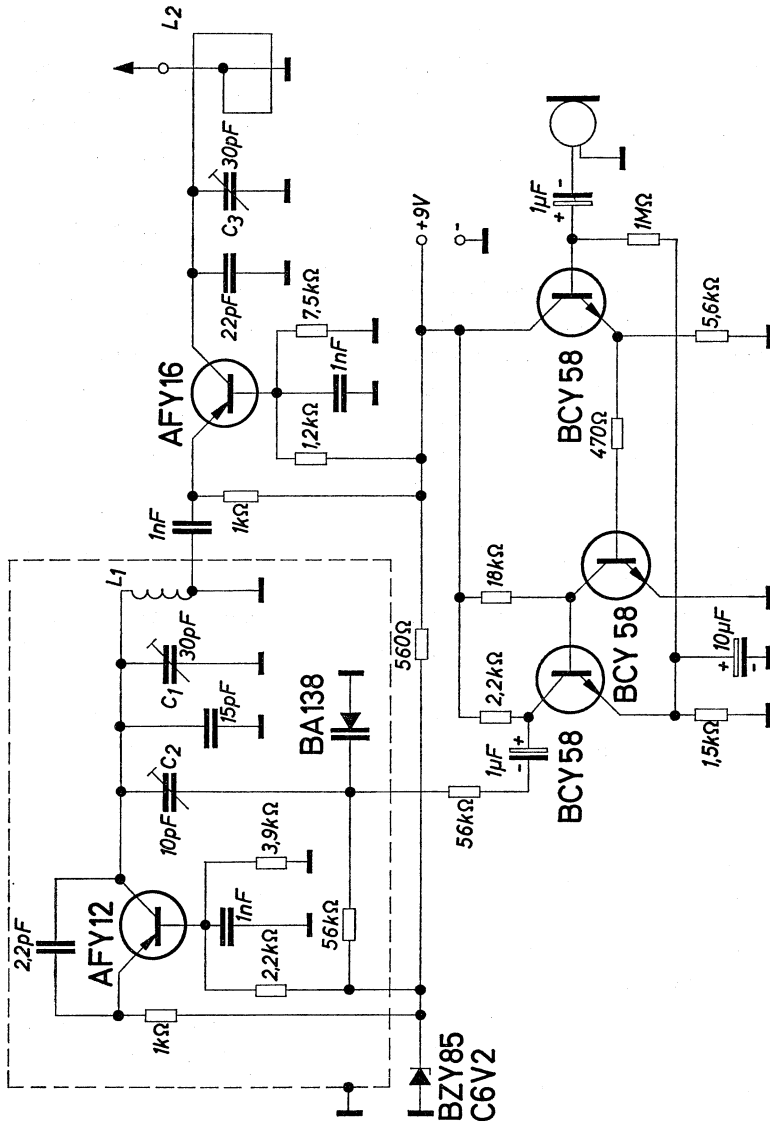 L2
30pF
C3
22pF
AFY16
7,5kΩ
1nF
1,2kΩ
1kΩ
1nF
+9V
-
L1
30pF
C1
15pF
C2
10pF
BA138
AFY12
2,2pF
3,9kΩ
1nF
2,2kΩ
56kΩ
1kΩ
560Ω
BZY85
C6V2
56kΩ
1µF
+
-
1MΩ
BCY58
5,6kΩ
470Ω
18kΩ
BCY 58
2,2kΩ
BCY58
1µF
+
-
10µF
+
-
1,5kΩ